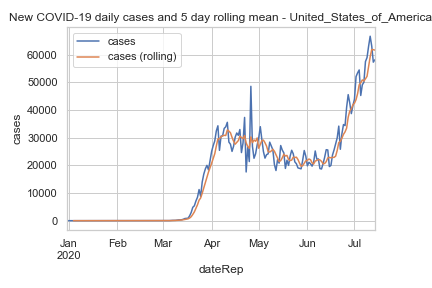 New COVID-19 daily cases and 5 day rolling mean - United_States_of_America
cases
cases (rolling)
cases
70000
60000
50000
40000
30000
20000
10000
0
Jan Feb Mar Apr May Jun Jul
2020
dateRep